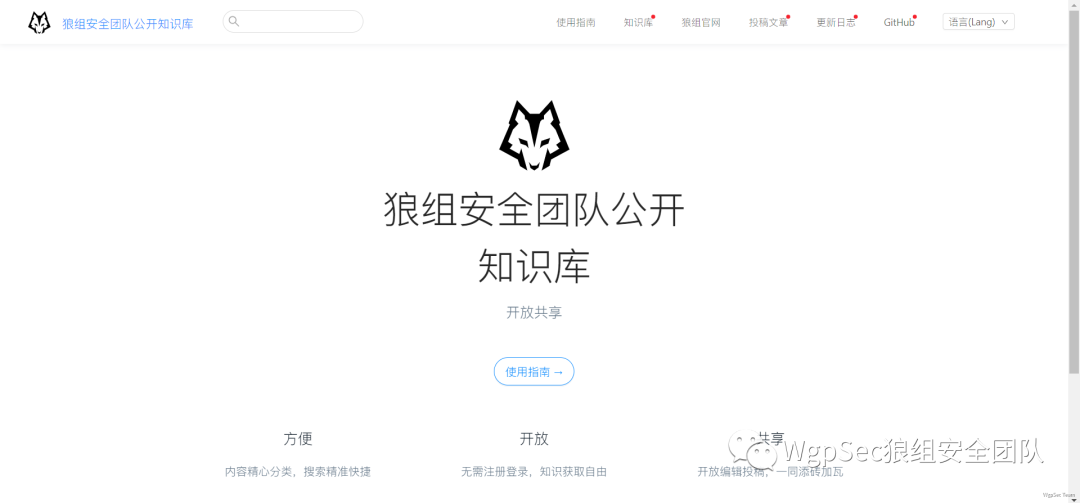 狼组安全团队公开知识库
使用指南 知识库 狼组官网 投稿文章 更新日志 GitHub 语言(Lang)
狼组安全团队公开
知识库
开放共享
使用指南 →
方便 开放 共享
内容精心分类，搜索精准快捷 无需注册登录，知识获取自由 开放编辑投稿，一同添砖加瓦
WgpSec狼组安全团队
WgpSec Team